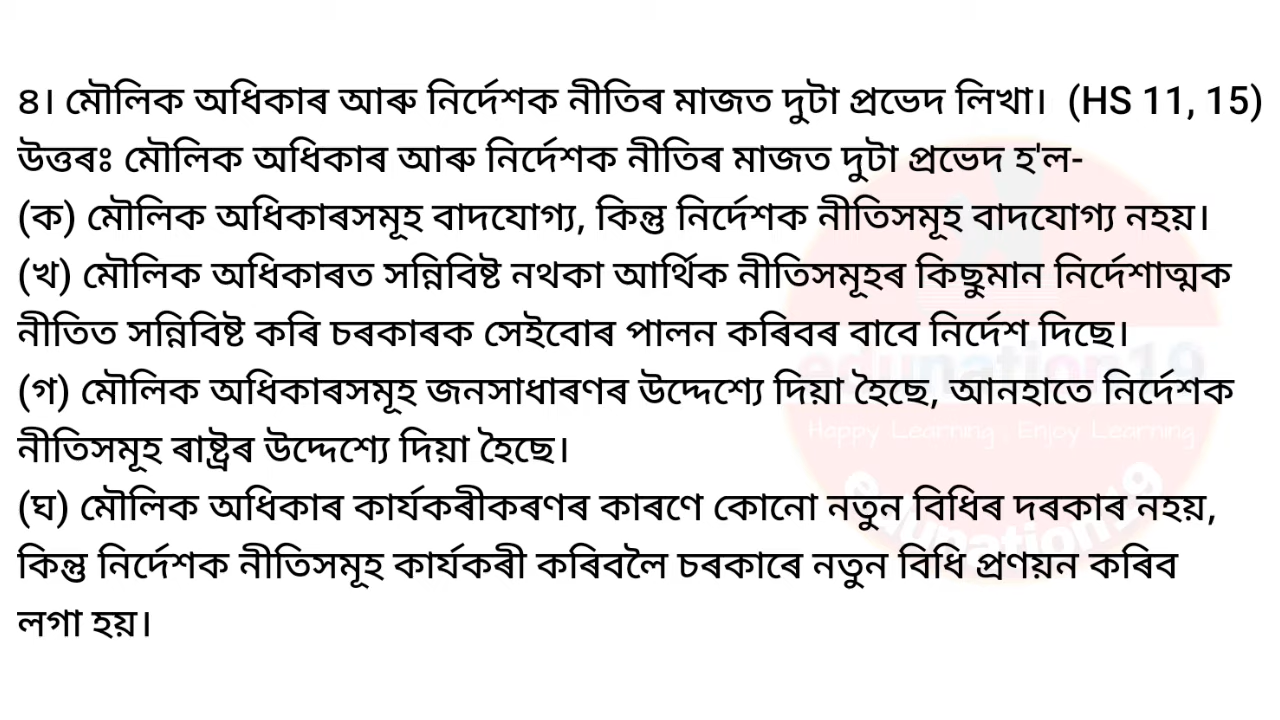 ৪। মৌলিক অধিকাৰ আৰু নিৰ্দেশক নীতিৰ মাজত দুটা প্ৰভেদ লিখা। (HS 11, 15)
উত্তৰঃ মৌলিক অধিকাৰ আৰু নিৰ্দেশক নীতিৰ মাজত দুটা প্ৰভেদ হ'ল-
(ক) মৌলিক অধিকাৰসমূহ বাদযোগ্য, কিন্তু নিৰ্দেশক নীতিসমূহ বাদযোগ্য নহয়।
(খ) মৌলিক অধিকাৰত সন্নিবিষ্ট নথকা আৰ্থিক নীতিসমূহৰ কিছুমান নিৰ্দেশাত্মক
নীতিত সন্নিবিষ্ট কৰি চৰকাৰক সেইবোৰ পালন কৰিবৰ বাবে নিৰ্দেশ দিছে।
(গ) মৌলিক অধিকাৰসমূহ জনসাধাৰণৰ উদ্দেশ্যে দিয়া হৈছে, আনহাতে নিৰ্দেশক
নীতিসমূহ ৰাষ্ট্ৰৰ উদ্দেশ্যে দিয়া হৈছে।
(ঘ) মৌলিক অধিকাৰ কাৰ্যকৰীকৰণৰ কাৰণে কোনো নতুন বিধিৰ দৰকাৰ নহয়,
কিন্তু নিৰ্দেশক নীতিসমূহ কাৰ্যকৰী কৰিবলৈ চৰকাৰে নতুন বিধি প্ৰণয়ন কৰিব
লগা হয়।
edunation19
Happy Learning : Enjoy Learning
edunation19